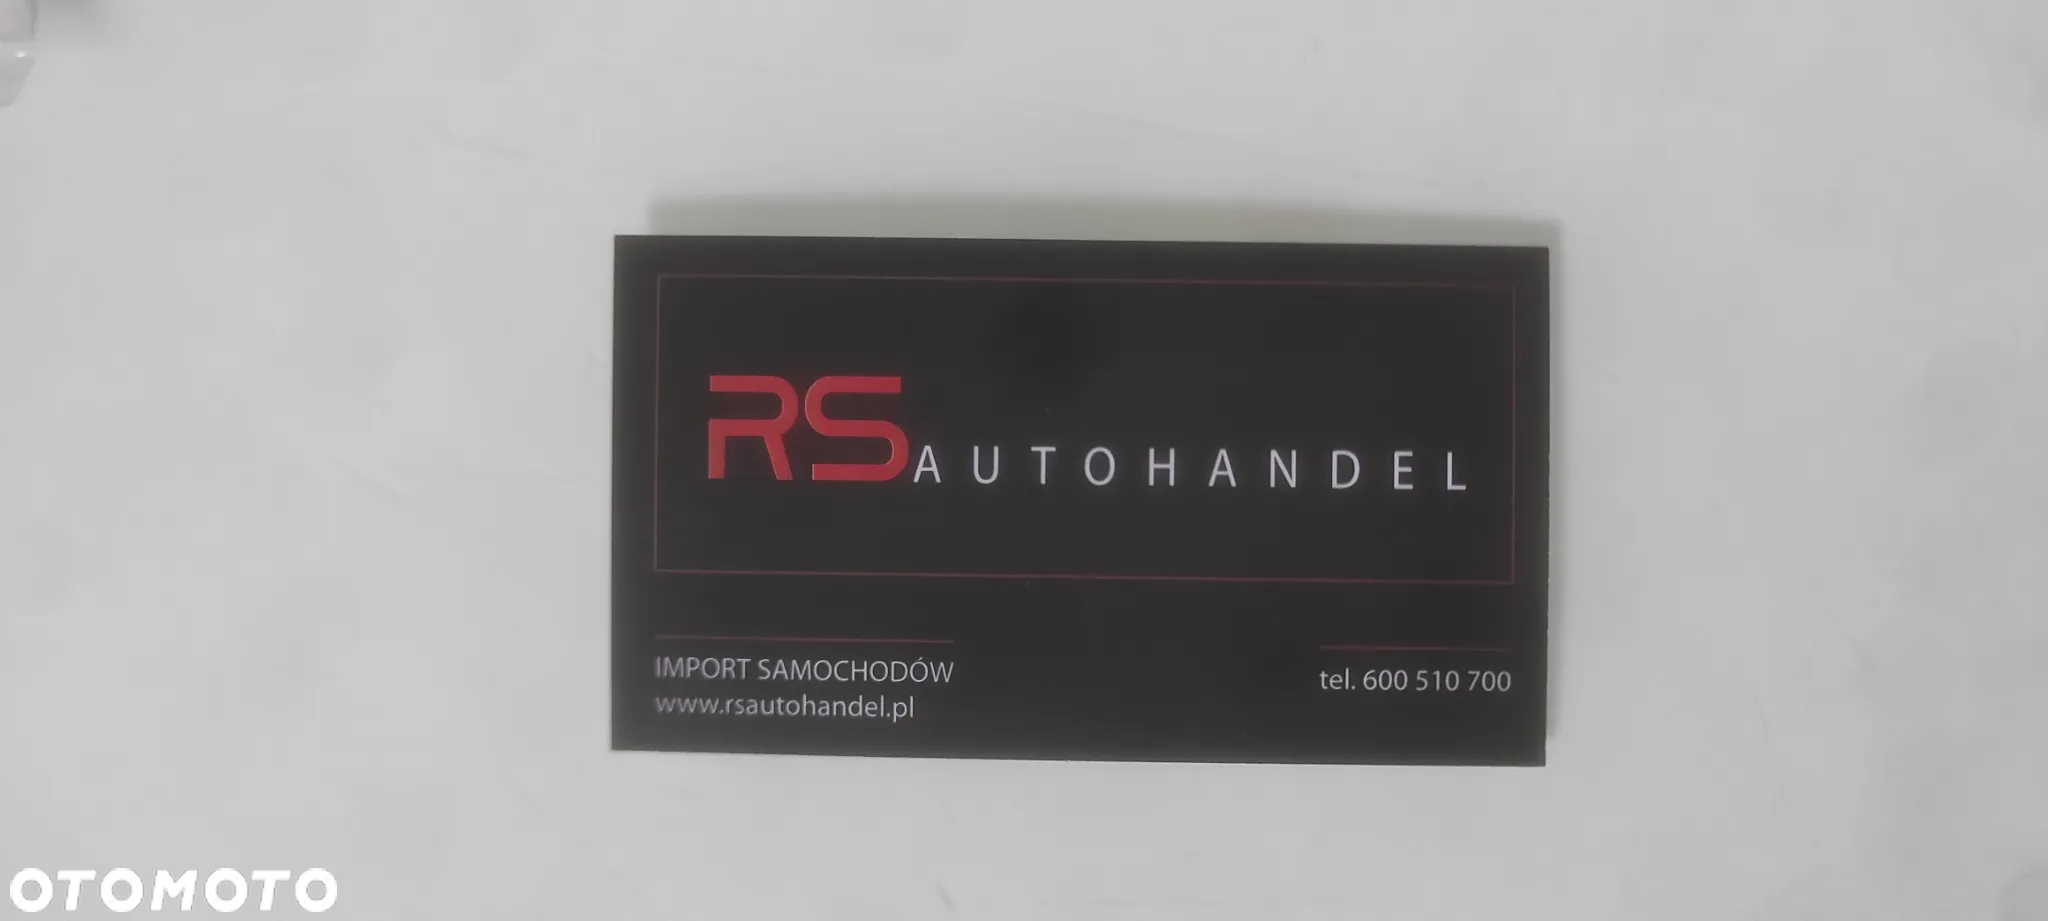 RS AUTOHANDEL
IMPORT SAMOCHODÓW
www.rsautohandel.pl
tel. 600 510 700
OTOMOTO